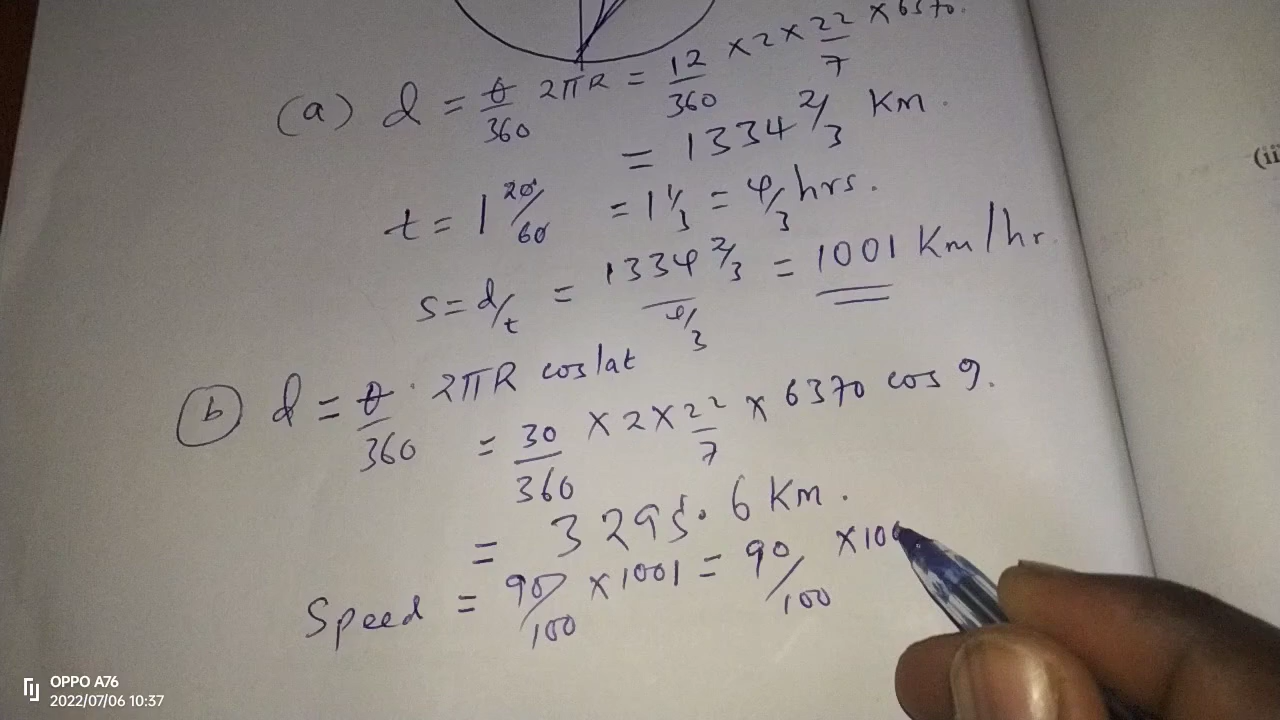 (a) d = θ/360 2πR = 12/360 × 2 × 22/7 × 6370.
= 1334 2/3 Km.
t = 1 20/60 = 1 1/3 = 4/3 hrs.
s = d/t = 1334 2/3 / 4/3 = 1001 Km/hr.
(b) d = θ/360 . 2πR cos lat
= 30/360 × 2 × 22/7 × 6370 cos 9.
= 3295.6 Km.
Speed = 90/100 × 1001 = 90/100 × 100
(ii
OPPO A76
2022/07/06 10:37